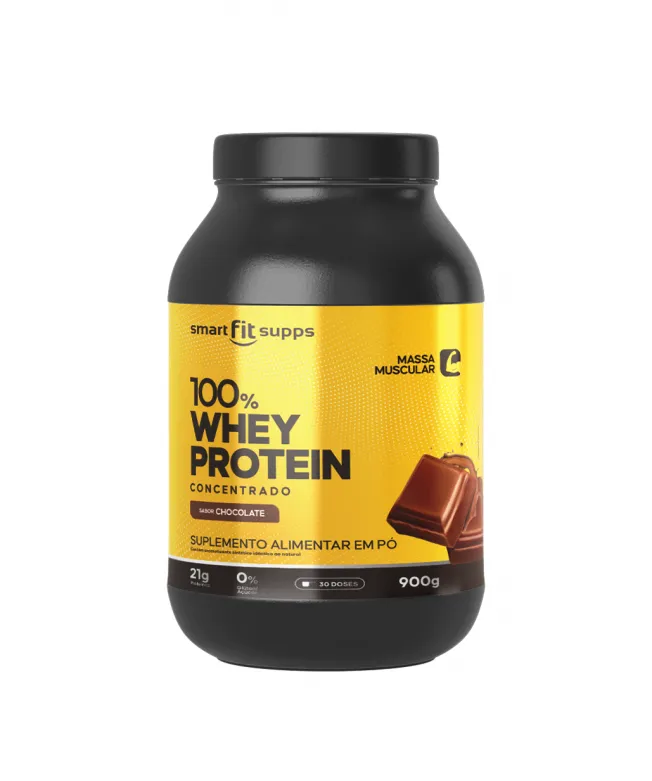 smart fit supps
MASSA
MUSCULAR
100%
WHEY
PROTEIN
CONCENTRADO
SABOR CHOCOLATE
SUPLEMENTO ALIMENTAR EM PÓ
21g
0%
30 DOSES
900g